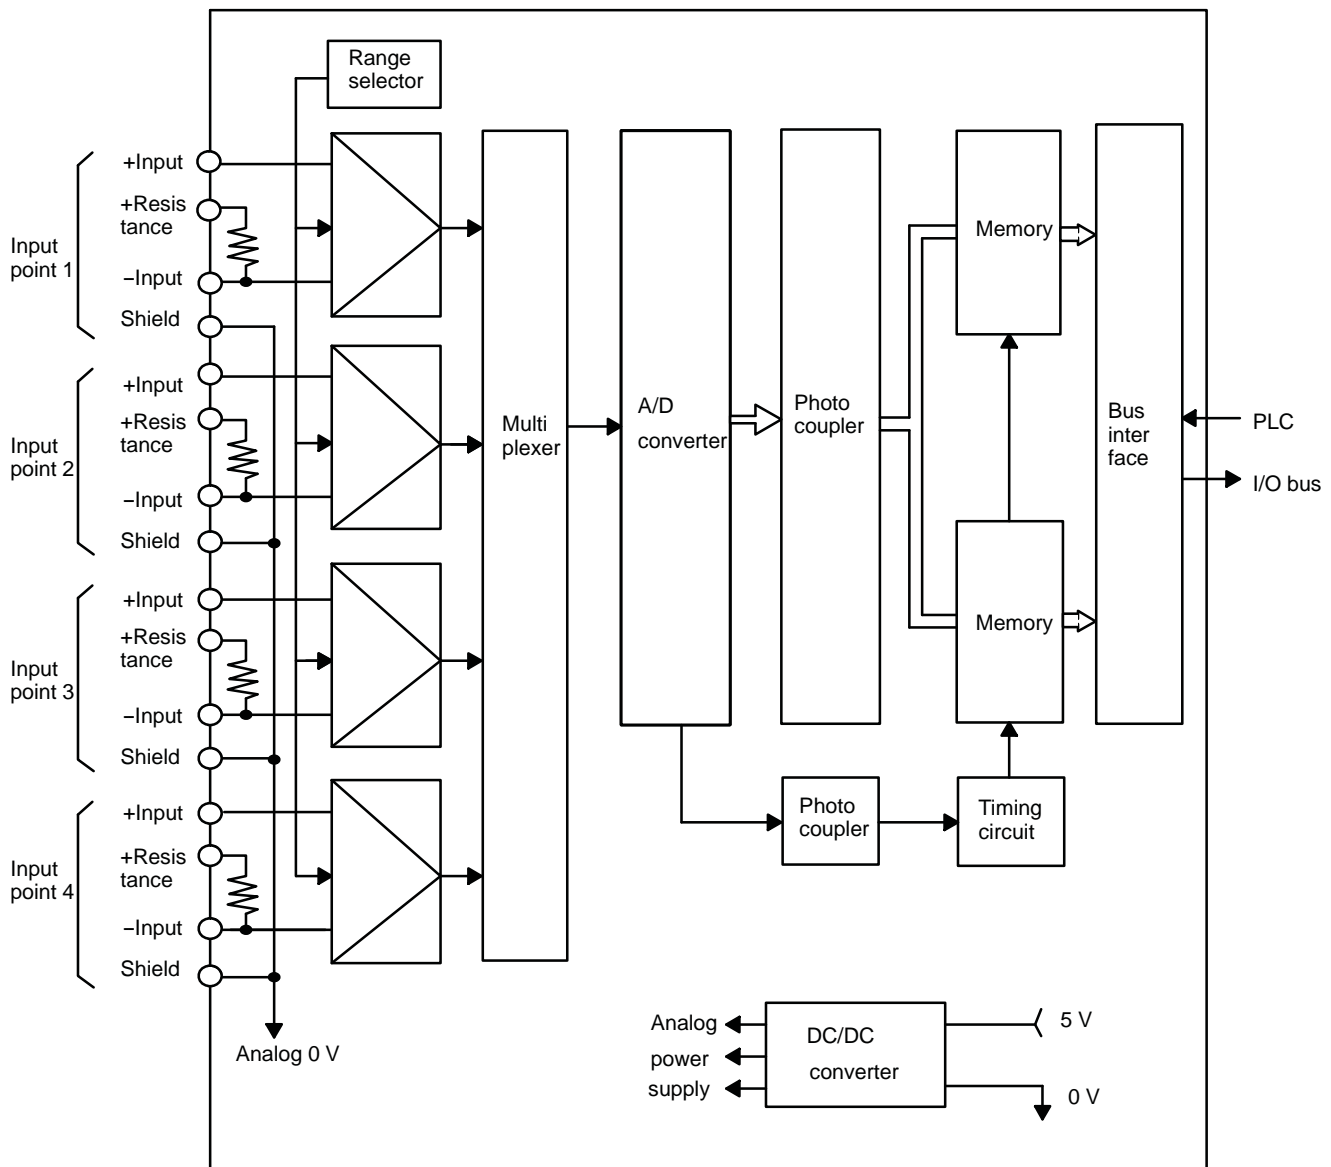 Range
selector
+Input
+Resis
tance
Input
point 1
–Input
Shield
+Input
+Resis
tance
Input
point 2
–Input
Shield
+Input
+Resis
tance
Input
point 3
–Input
Shield
+Input
+Resis
tance
Input
point 4
–Input
Shield
Analog 0 V
Multi
plexer
A/D
converter
Photo
coupler
Memory
Memory
Bus
inter
face
PLC
I/O bus
Photo
coupler
Timing
circuit
Analog
power
supply
DC/DC
converter
5 V
0 V